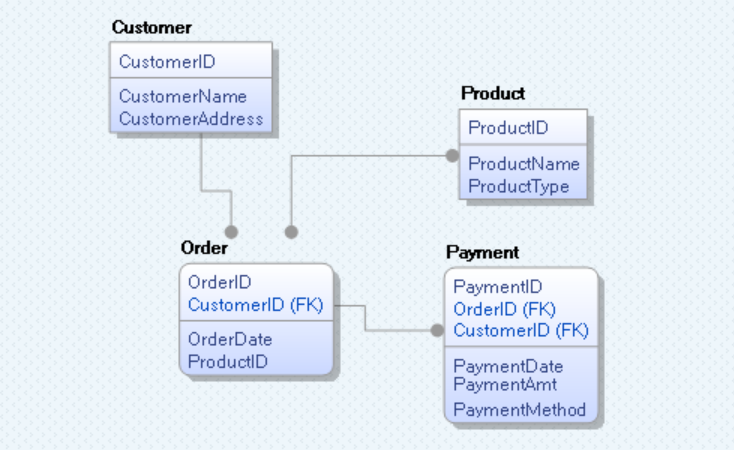 Customer
CustomerID
CustomerName
CustomerAddress
Product
ProductID
ProductName
ProductType
Order
OrderID
CustomerID (FK)
OrderDate
ProductID
Payment
PaymentID
OrderID (FK)
CustomerID (FK)
PaymentDate
PaymentAmt
PaymentMethod